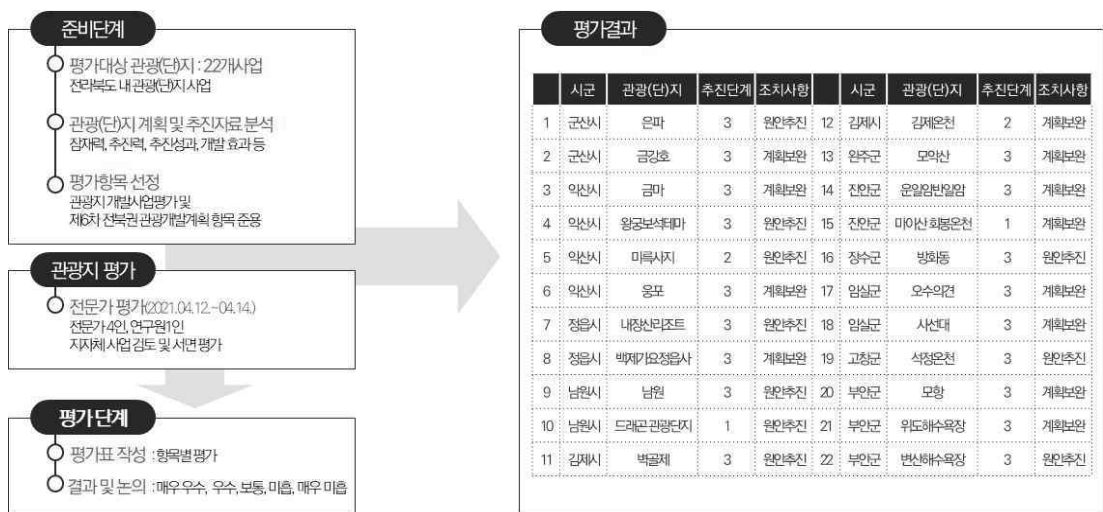 준비단계
평가대상 관광(단)지 : 22개사업
전라북도 내 관광(단)지 사업
관광(단)지 계획 및 추진자료 분석
잠재력, 추진력, 추진성과, 개발 효과 등
평가항목 선정
관광지 개발사업평가 및
제6차 전북권 관광개발계획 항목 준용
관광지 평가
전문가 평가(2021.04.12.~04.14.)
전문가 4인, 연구원 1인
지자체 사업 검토 및 서면 평가
평가 단계
평가표 작성 : 항목별 평가
결과 및 논의 : 매우 우수, 우수, 보통, 미흡, 매우 미흡
평가결과
시군 관광(단)지 추진단계 조치사항 시군 관광(단)지 추진단계 조치사항
1 군산시 은파 3 원안추진 12 김제시 김제온천 2 계획보완
2 군산시 금강호 3 계획보완 13 완주군 모악산 3 계획보완
3 익산시 금마 3 계획보완 14 진안군 운일암반일암 3 계획보완
4 익산시 왕궁보석테마 3 원안추진 15 진안군 마이산 회봉온천 1 계획보완
5 익산시 미륵사지 2 원안추진 16 장수군 방화동 3 원안추진
6 익산시 웅포 3 계획보완 17 임실군 오수의견 3 계획보완
7 정읍시 내장산리조트 3 원안추진 18 임실군 사선대 3 계획보완
8 정읍시 백제가요정읍사 3 계획보완 19 고창군 석정온천 3 원안추진
9 남원시 남원 3 원안추진 20 부안군 모항 3 계획보완
10 남원시 드래곤 관광단지 1 원안추진 21 부안군 위도해수욕장 3 계획보완
11 김제시 벽골제 3 원안추진 22 부안군 변산해수욕장 3 원안추진